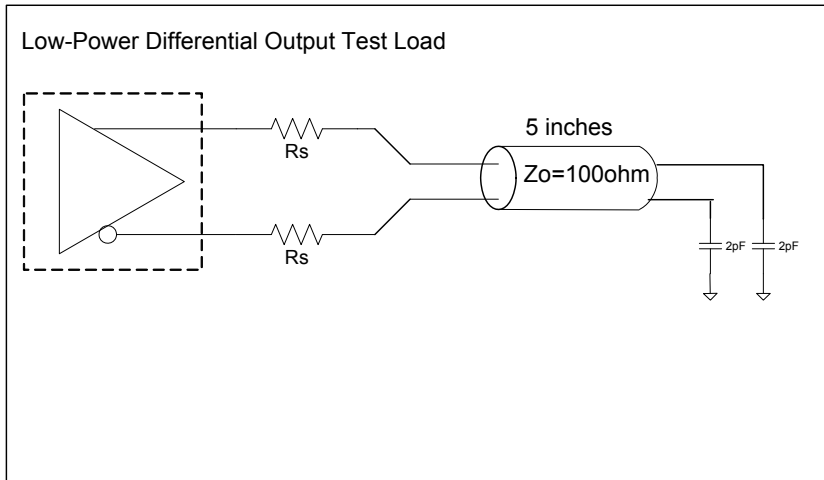 Low-Power Differential Output Test Load
Rs
5 inches
Zo=100ohm
Rs
2pF
2pF